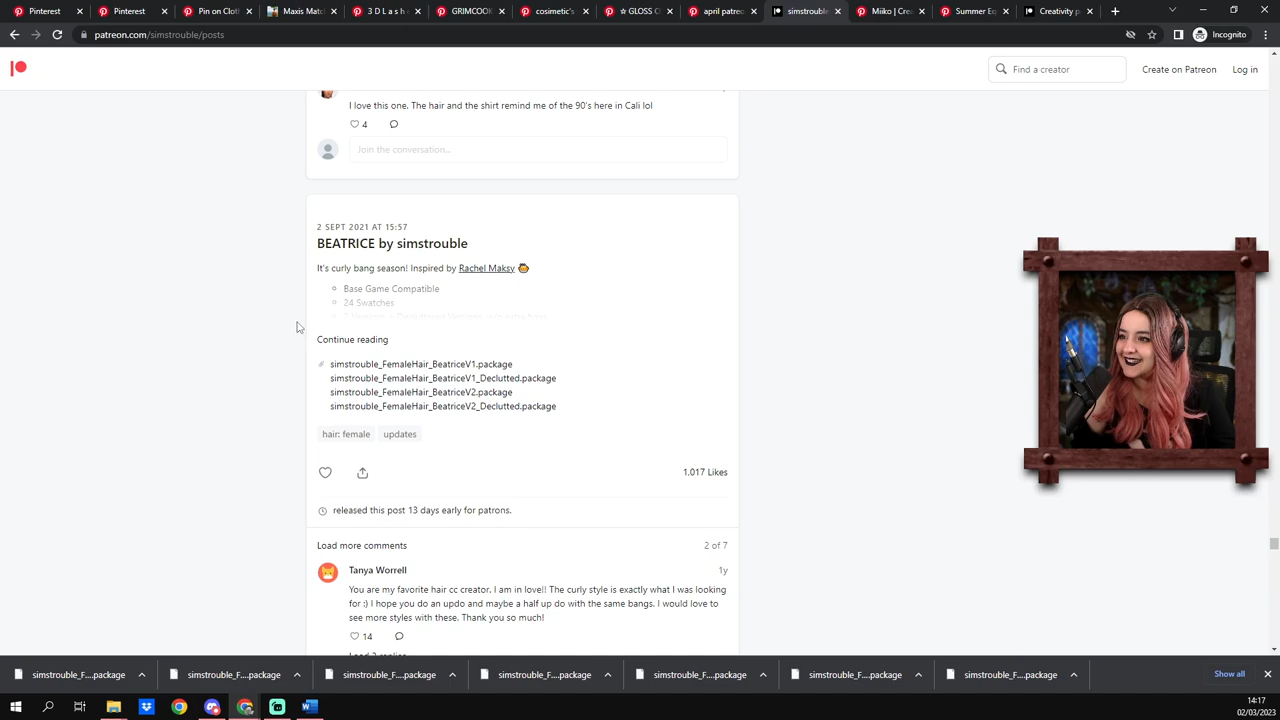 Pinterest
Pinterest
Pin on Clot
Maxis Matc
3 D L a s h
GRIMCOOK
cosmetic's
☆ GLOSS C
april patreo
simstrouble
Miiko | Crea
Summer Eq
Creativity p
patreon.com/simstrouble/posts
Incognito
Find a creator
Create on Patreon
Log in
I love this one. The hair and the shirt remind me of the 90's here in Cali lol
4
Join the conversation...
2 SEPT 2021 AT 15:57
BEATRICE by simstrouble
It's curly bang season! Inspired by Rachel Maksy
Base Game Compatible
24 Swatches
Continue reading
simstrouble_FemaleHair_BeatriceV1.package
simstrouble_FemaleHair_BeatriceV1_Declutted.package
simstrouble_FemaleHair_BeatriceV2.package
simstrouble_FemaleHair_BeatriceV2_Declutted.package
hair: female
updates
1.017 Likes
released this post 13 days early for patrons.
Load more comments
2 of 7
Tanya Worrell
1y
You are my favorite hair cc creator. I am in love!! The curly style is exactly what I was looking
for :) I hope you do an updo and maybe a half up do with the same bangs. I would love to
see more styles with these. Thank you so much!
14
simstrouble_F....package
simstrouble_F....package
simstrouble_F....package
simstrouble_F....package
simstrouble_F....package
simstrouble_F....package
simstrouble_F....package
Show all
14:17
02/03/2023